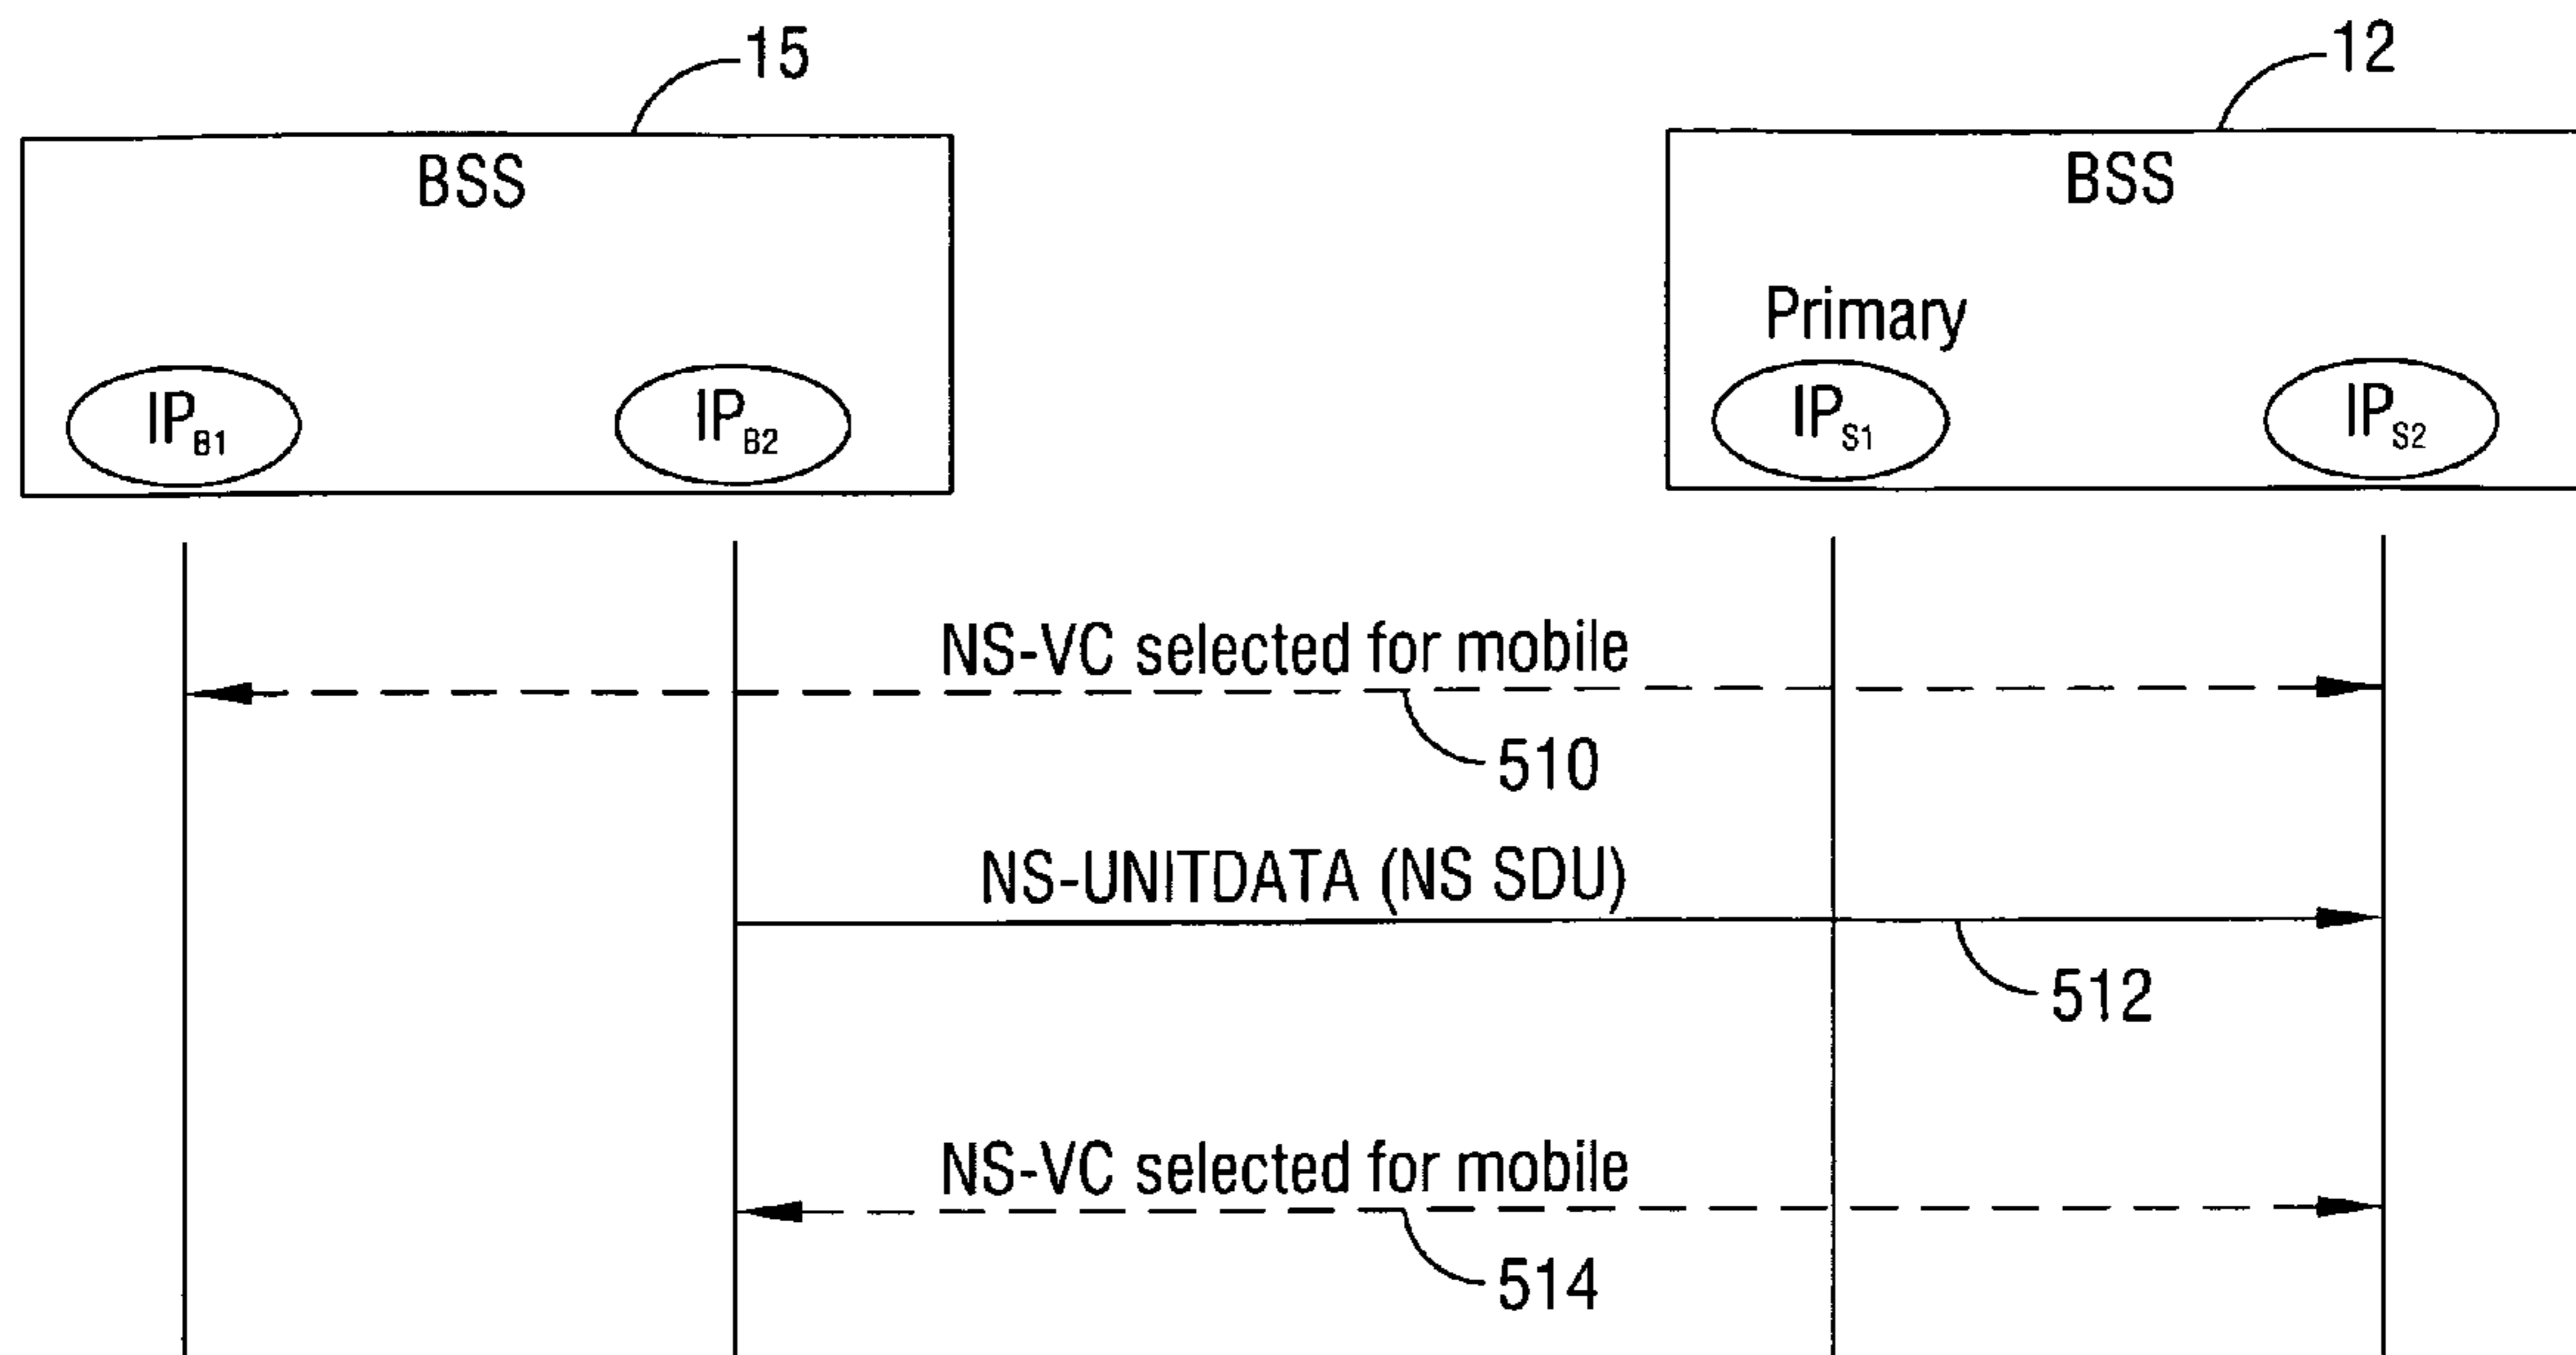 15
12
BSS
BSS
Primary
IPB1
IPB2
IPS1
IPS2
NS-VC selected for mobile
510
NS-UNITDATA (NS SDU)
512
NS-VC selected for mobile
514